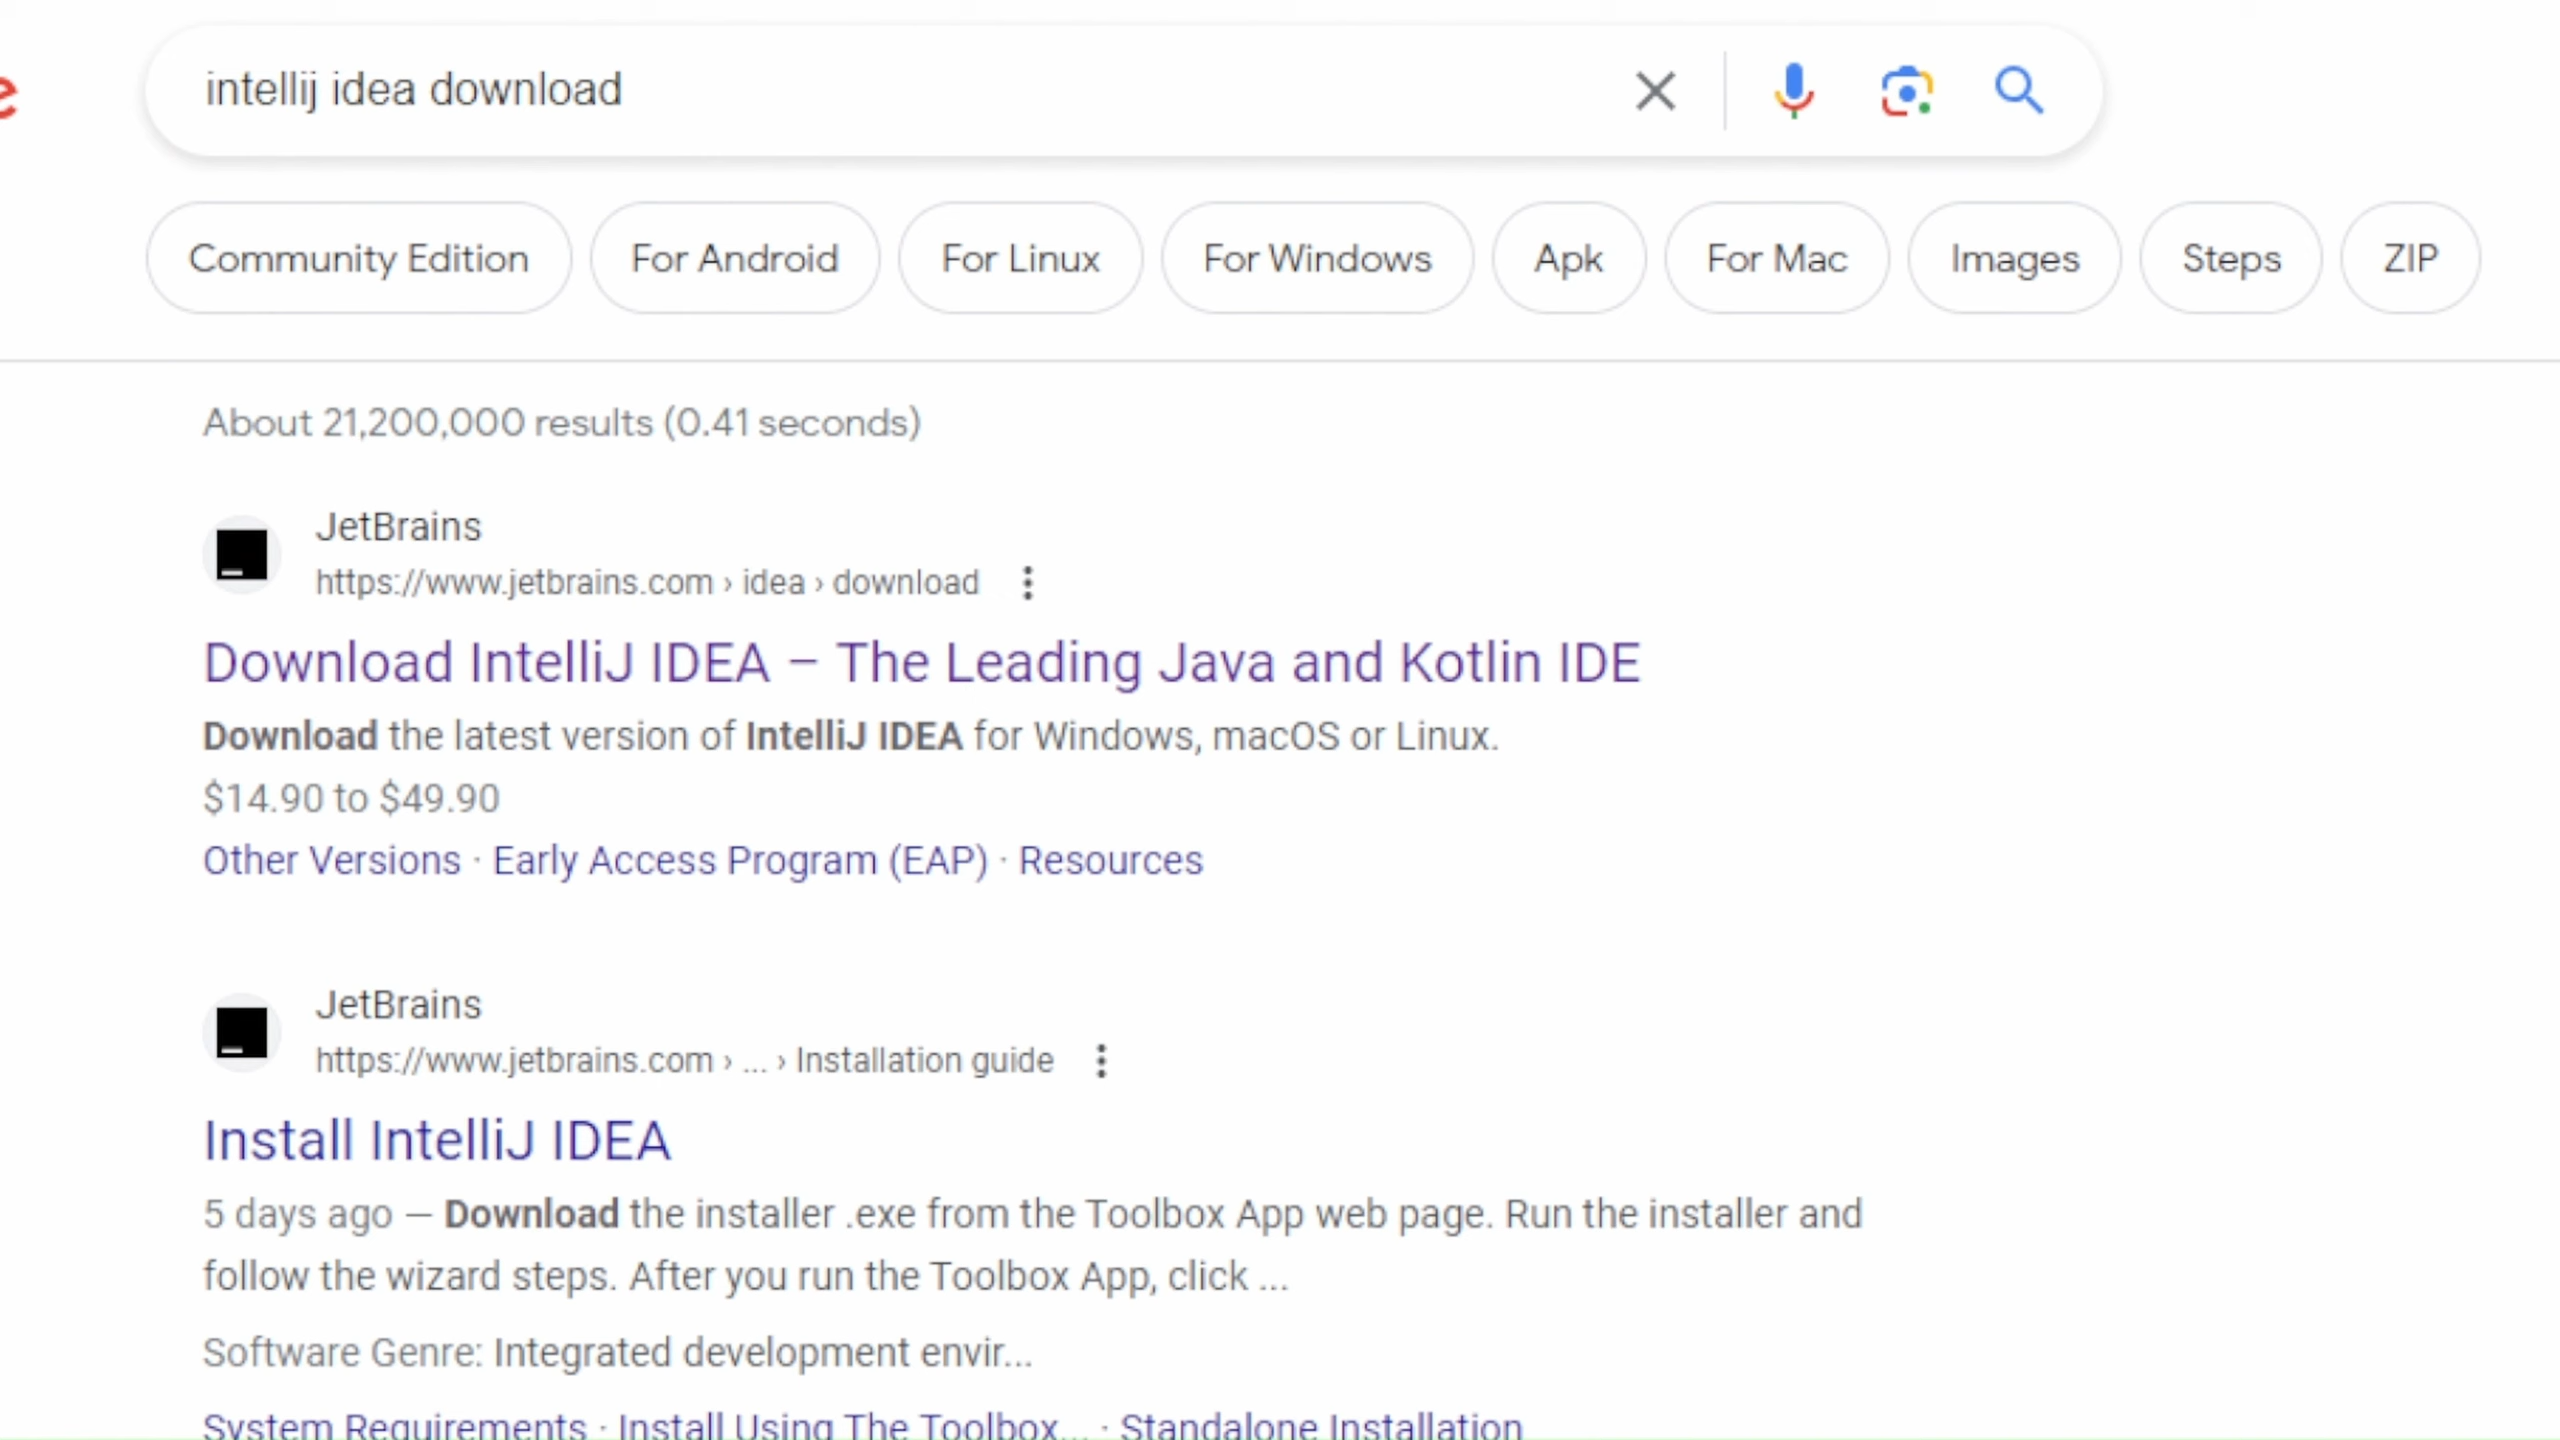 e
intellij idea download
Community Edition
For Android
For Linux
For Windows
Apk
For Mac
Images
Steps
ZIP
About 21,200,000 results (0.41 seconds)
JetBrains
https://www.jetbrains.com › idea › download
Download IntelliJ IDEA – The Leading Java and Kotlin IDE
Download the latest version of IntelliJ IDEA for Windows, macOS or Linux.
$14.90 to $49.90
Other Versions · Early Access Program (EAP) · Resources
JetBrains
https://www.jetbrains.com › ... › Installation guide
Install IntelliJ IDEA
5 days ago — Download the installer .exe from the Toolbox App web page. Run the installer and
follow the wizard steps. After you run the Toolbox App, click ...
Software Genre: Integrated development envir...
System Requirements · Install Using The Toolbox... · Standalone Installation